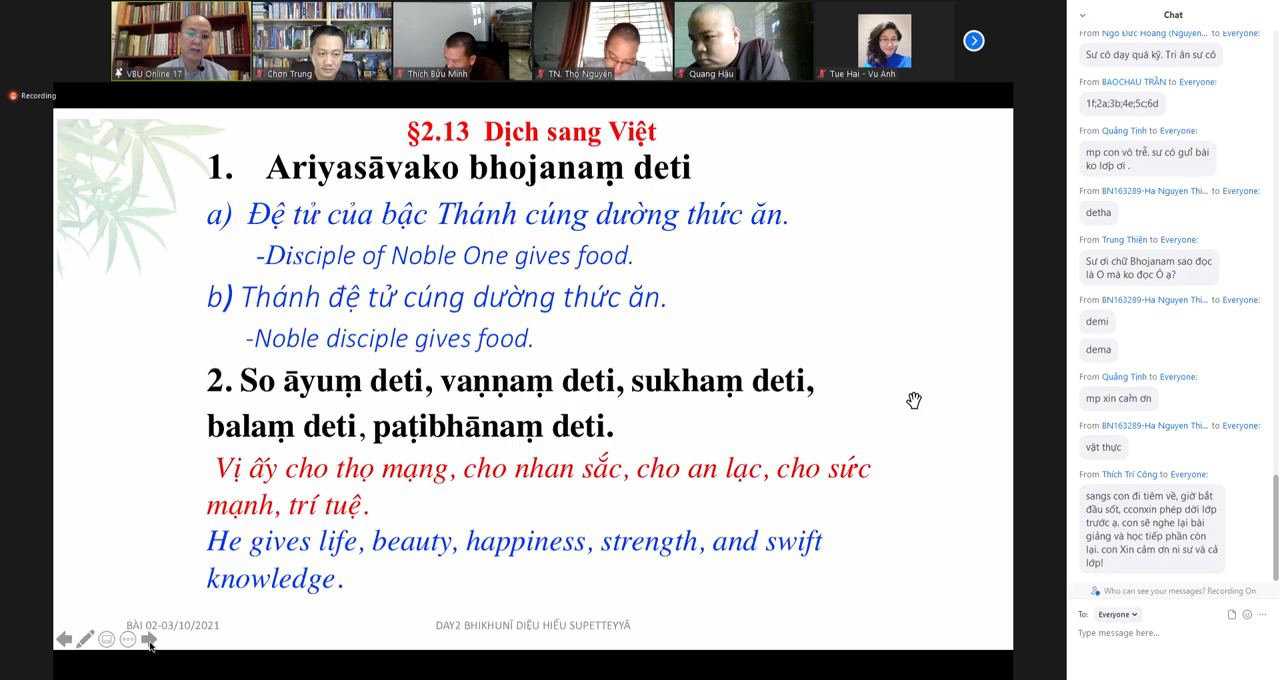 VBU Online 17
Chơn Trung
Thích Bửu Minh
TN. Thọ Nguyên
Quang Hậu
Tue Hai - Vu Anh
Recording
§2.13 Dịch sang Việt
1. Ariyasāvako bhojanaṃ deti
a) Đệ tử của bậc Thánh cúng dường thức ăn.
-Disciple of Noble One gives food.
b) Thánh đệ tử cúng dường thức ăn.
-Noble disciple gives food.
2. So āyuṃ deti, vaṇṇaṃ deti, sukhaṃ deti,
balaṃ deti, paṭibhānaṃ deti.
Vị ấy cho thọ mạng, cho nhan sắc, cho an lạc, cho sức
mạnh, trí tuệ.
He gives life, beauty, happiness, strength, and swift
knowledge.
BÀI 02-03/10/2021
DAY2 BHIKHUNĪ DIỆU HIẾU SUPETTEYYĀ
Chat
From Ngô Đức Hoàng (Nguyên... to Everyone:
Sư cô dạy quá kỹ. Tri ân sư cô
From BAOCHAU TRẦN to Everyone:
1f;2a;3b;4e;5c;6d
From Quảng Tịnh to Everyone:
mp con vô trễ. sư có guỉ bài
ko lớp ơi .
From BN163289-Ha Nguyen Thi... to Everyone:
detha
From Trung Thiện to Everyone:
Sư ơi chữ Bhojanam sao đọc
là O mà ko đọc Ô ạ?
From BN163289-Ha Nguyen Thi... to Everyone:
demi
dema
From Quảng Tịnh to Everyone:
mp xin cảm ơn
From BN163289-Ha Nguyen Thi... to Everyone:
vật thực
From Thích Trí Công to Everyone:
sangs con đi tiêm về, giờ bắt
đầu sốt, cconxin phép dời lớp
trước ạ. con sẽ nghe lại bài
giảng và học tiếp phần còn
lại. con Xin cảm ơn ni sư và cả
lớp!
Who can see your messages? Recording On
To: Everyone
Type message here...